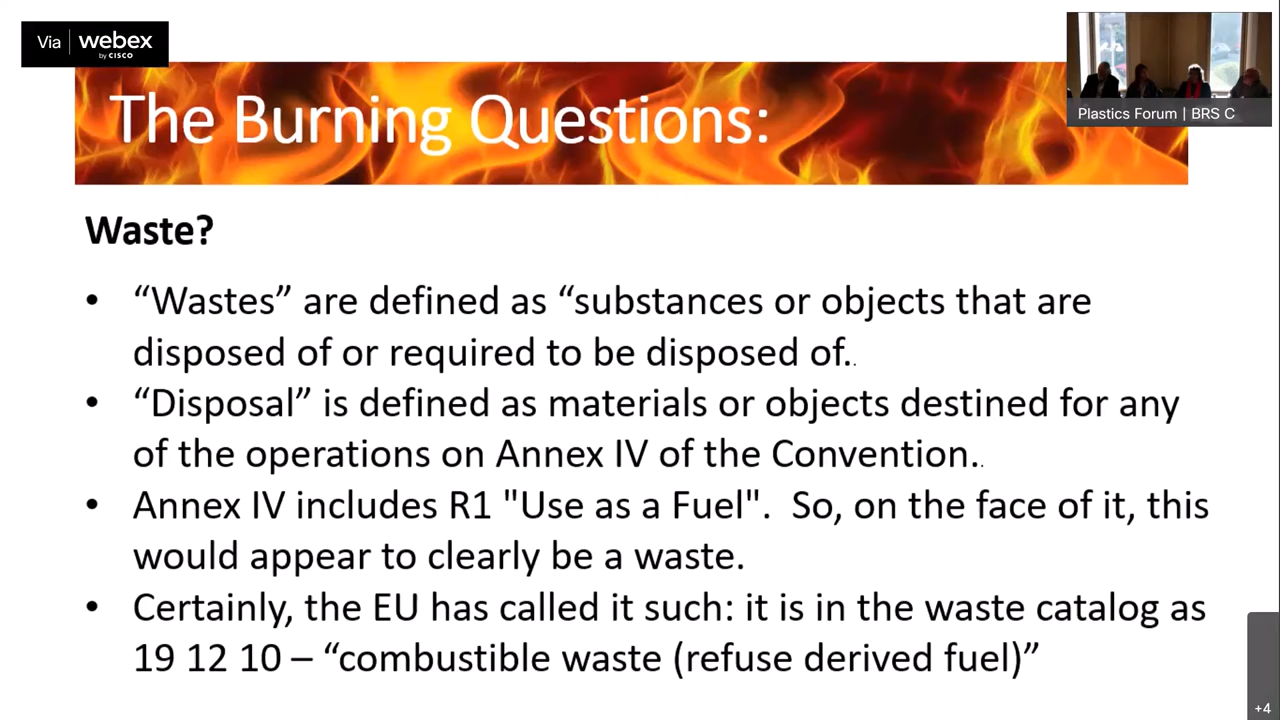 Via webex
by CISCO
Plastics Forum | BRS C
The Burning Questions:
Waste?
• “Wastes” are defined as “substances or objects that are
disposed of or required to be disposed of..
• “Disposal” is defined as materials or objects destined for any
of the operations on Annex IV of the Convention..
• Annex IV includes R1 "Use as a Fuel".  So, on the face of it, this
would appear to clearly be a waste.
• Certainly, the EU has called it such: it is in the waste catalog as
19 12 10 – “combustible waste (refuse derived fuel)”
+4